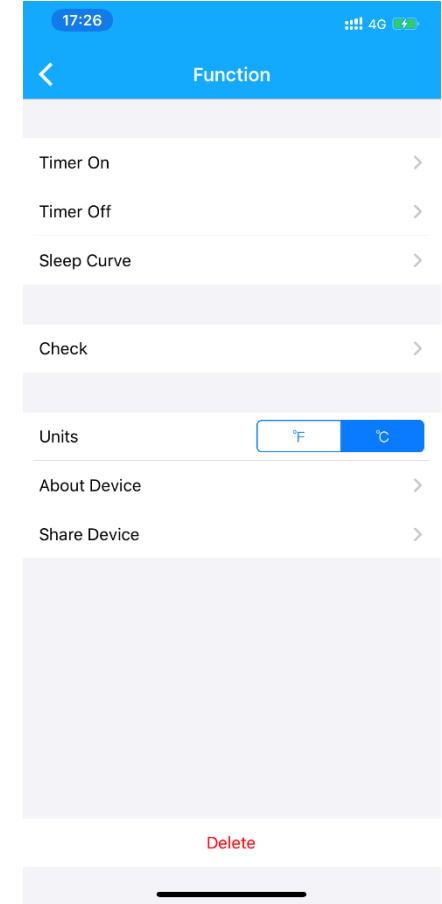 17:26
4G
Function
Timer On
Timer Off
Sleep Curve
Check
Units
℉ ℃
About Device
Share Device
Delete